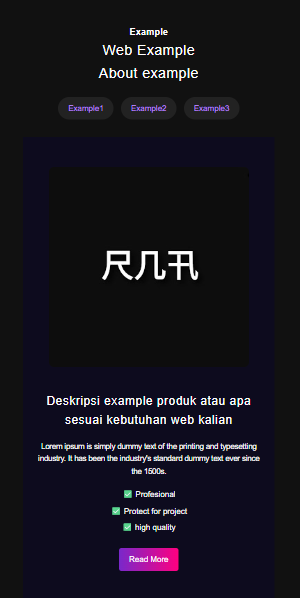 Example
Web Example
About example
Example1
Example2
Example3
尺几卂
Deskripsi example produk atau apa
sesuai kebutuhan web kalian
Lorem ipsum is simply dummy text of the printing and typesetting
industry. It has been the industry's standard dummy text ever since
the 1500s.
✅ Profesional
✅ Protect for project
✅ high quality
Read More